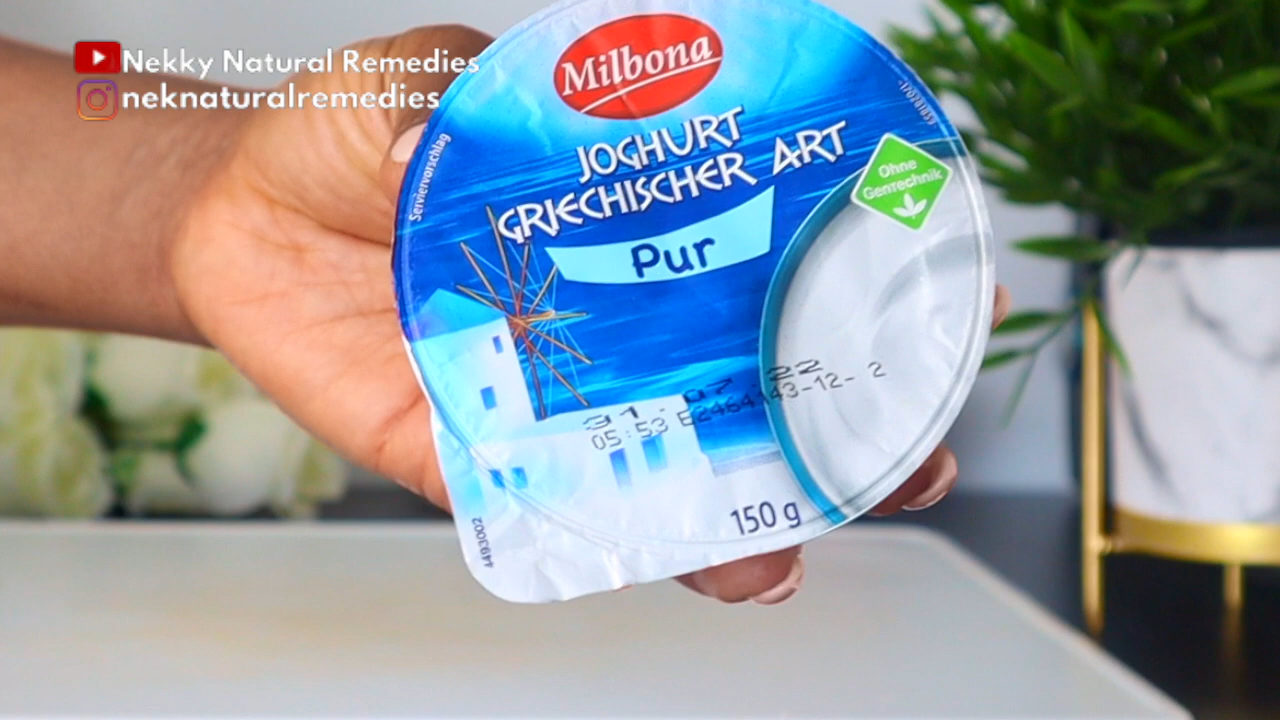 Nekky Natural Remedies
neknaturalremedies
Milbona
JOGHURT
GRIECHISCHER ART
Pur
Ohne
Gentechnik
Serviervorschlag
31. 07. 22
05:53
150 g
4493002